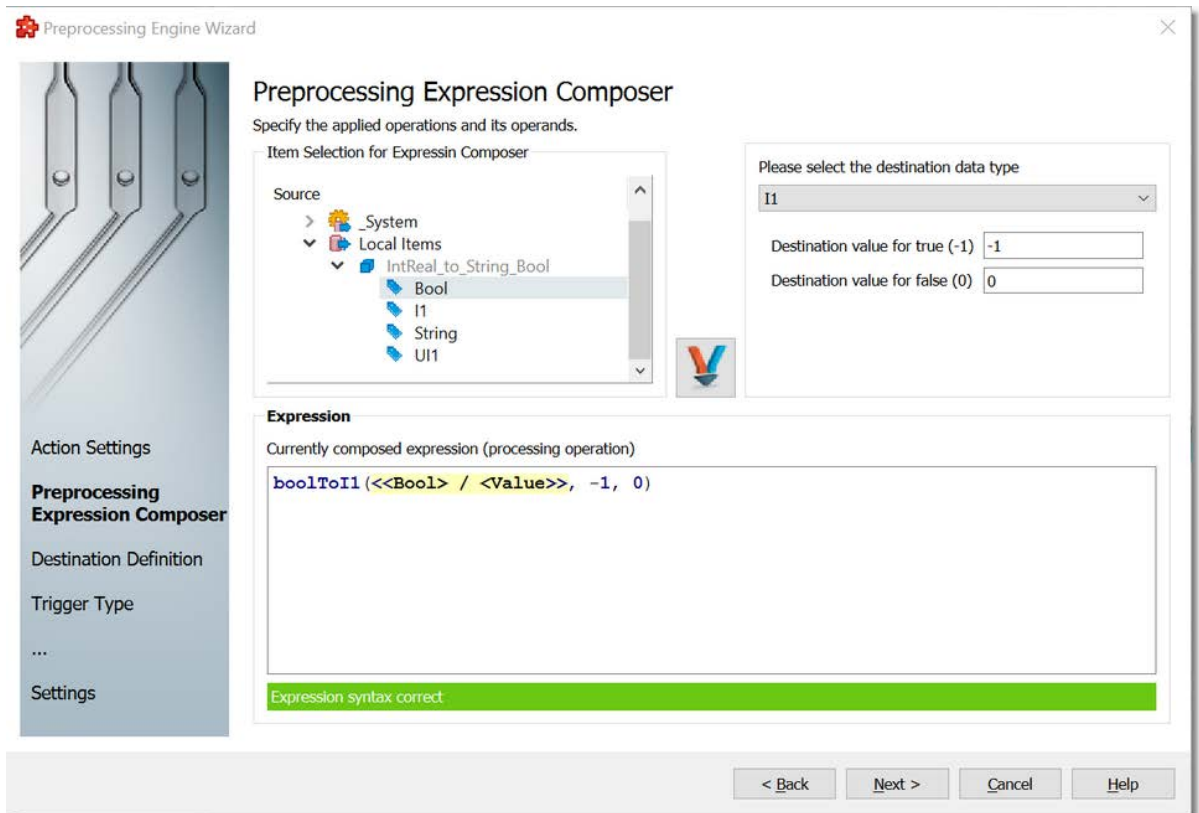 Preprocessing Engine Wizard
Preprocessing Expression Composer
Specify the applied operations and its operands.
Item Selection for Expressin Composer
Source
_System
Local Items
IntReal_to_String_Bool
Bool
I1
String
UI1
Please select the destination data type
I1
Destination value for true (-1) -1
Destination value for false (0) 0
Action Settings
Preprocessing
Expression Composer
Destination Definition
Trigger Type
...
Settings
Expression
Currently composed expression (processing operation)
boolToI1(<<Bool> / <Value>>, -1, 0)
Expression syntax correct
< Back Next > Cancel Help